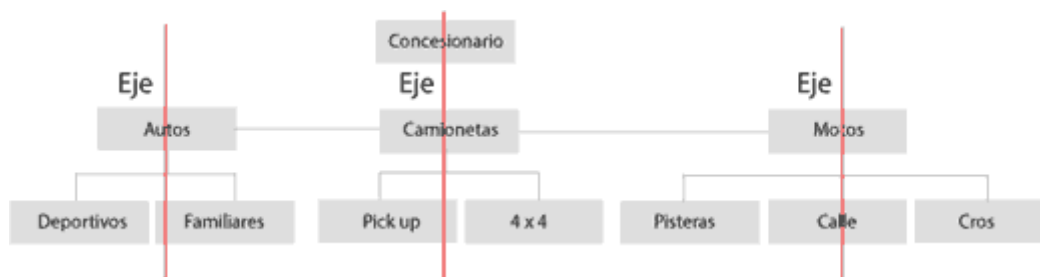 Concesionario
Eje Eje Eje
Autos Camionetas Motos
Deportivos Familiares Pick up 4 x 4 Pisteras Calle Cros